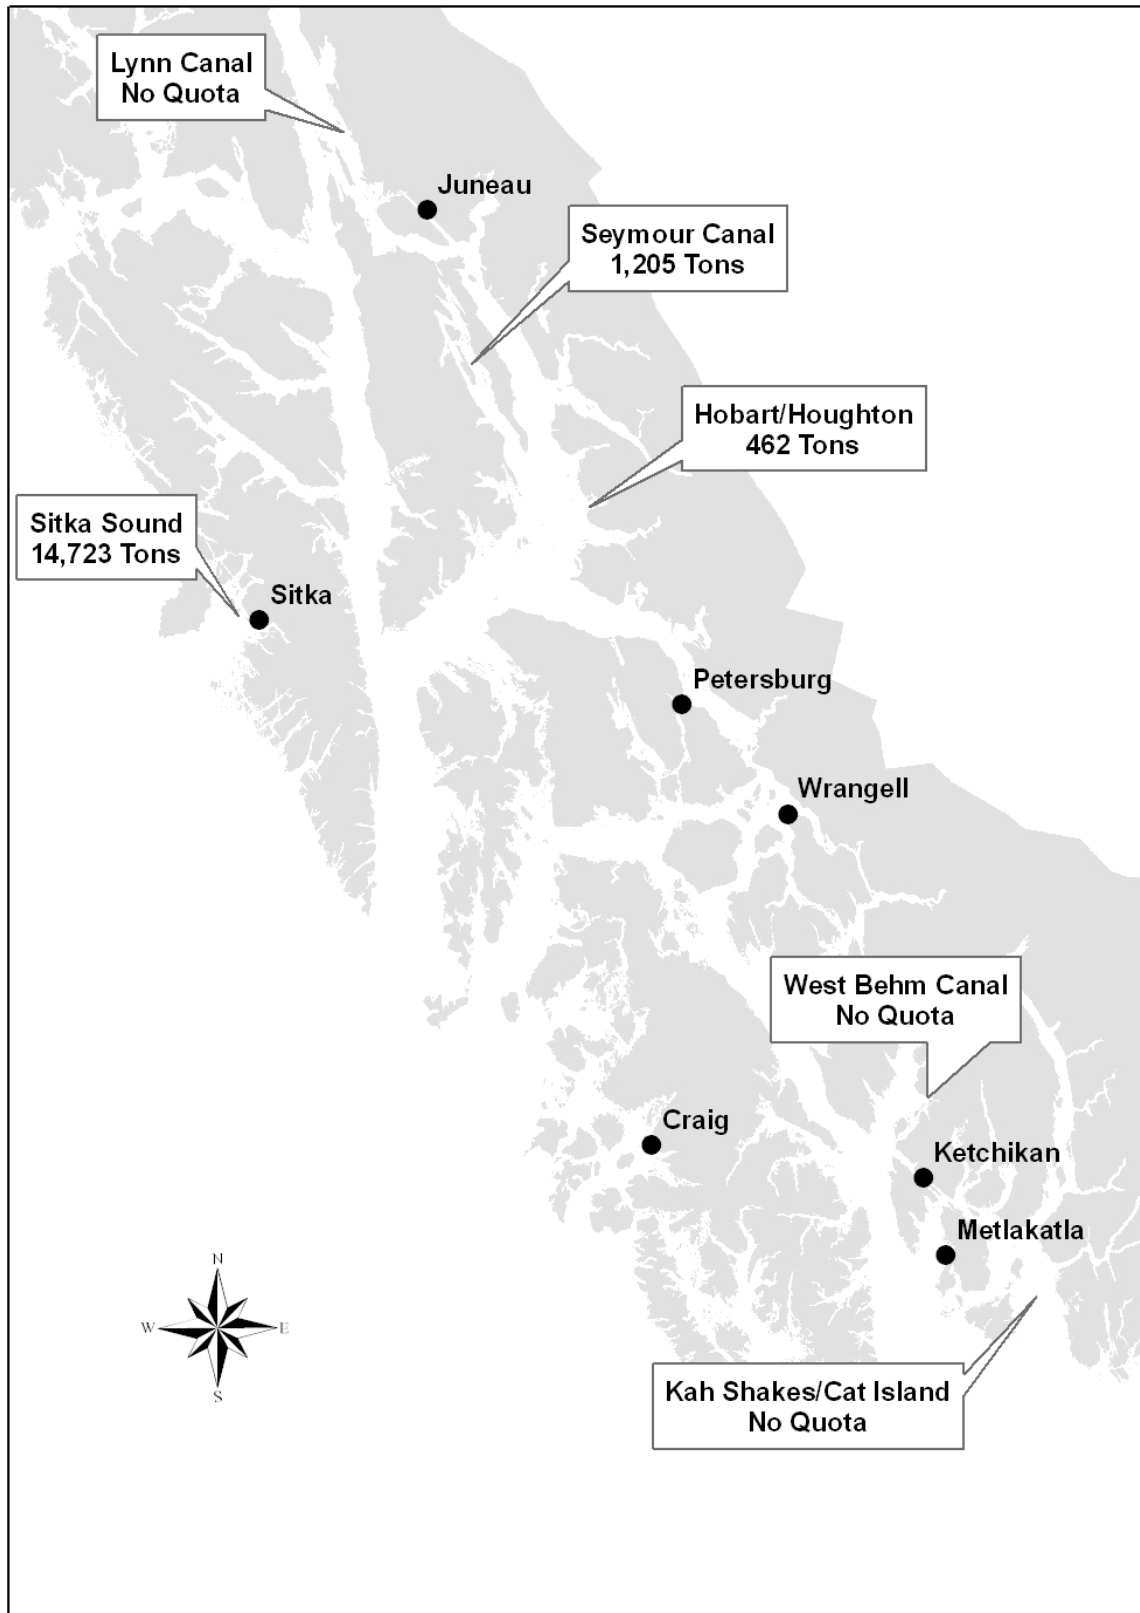 Lynn Canal
No Quota
Juneau
Seymour Canal
1,205 Tons
Hobart/Houghton
462 Tons
Sitka Sound
14,723 Tons
Sitka
Petersburg
Wrangell
West Behm Canal
No Quota
Craig
Ketchikan
Metlakatla
N
W
E
S
Kah Shakes/Cat Island
No Quota